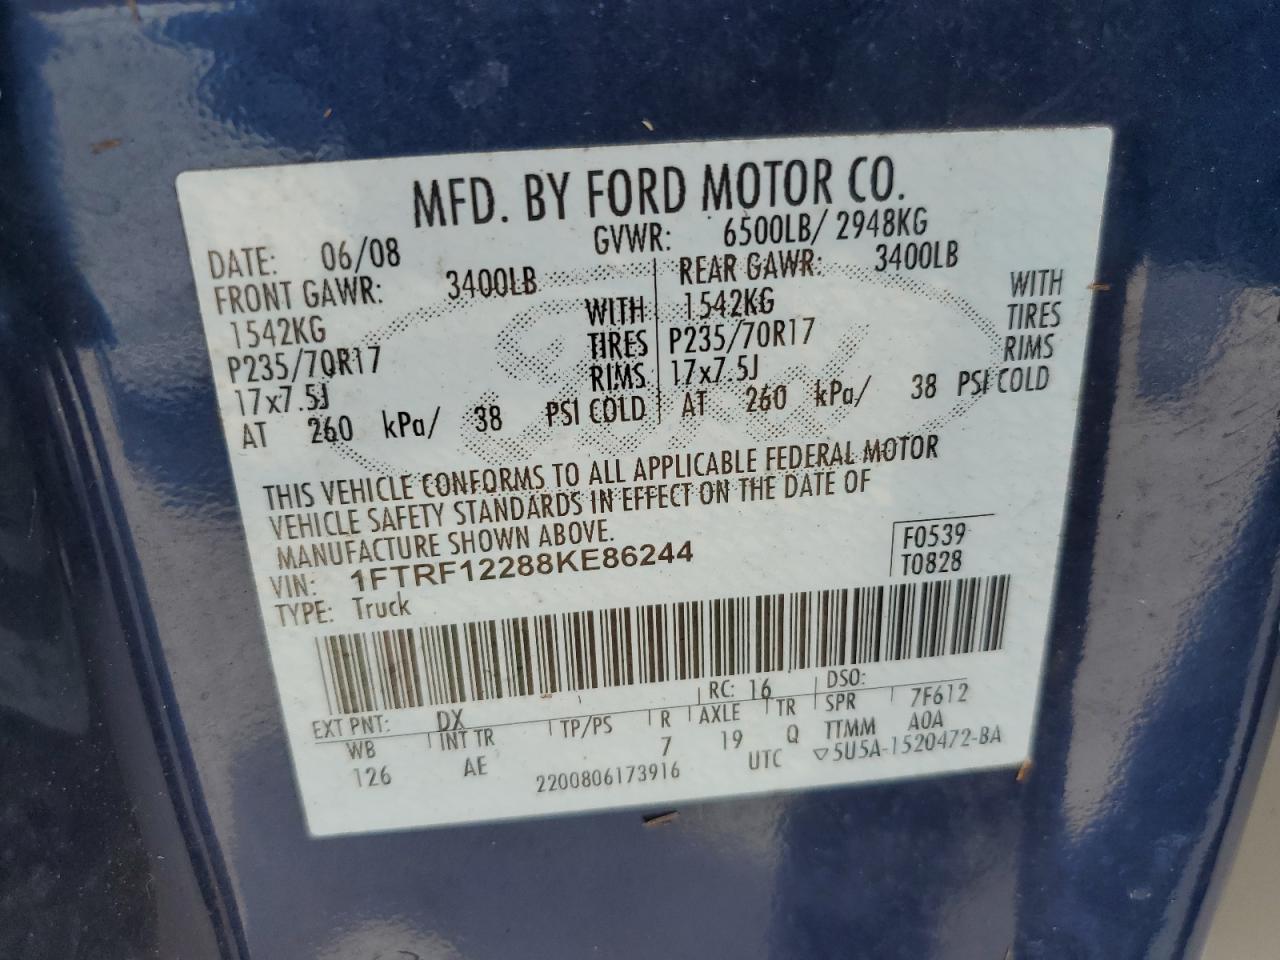 MFD. BY FORD MOTOR CO.
DATE: 06/08 GVWR: 6500LB/ 2948KG
FRONT GAWR: 3400LB REAR GAWR: 3400LB
1542KG WITH 1542KG WITH
P235/70R17 TIRES P235/70R17 TIRES
17x7.5J RIMS 17x7.5J RIMS
AT 260 kPa/ 38 PSI COLD AT 260 kPa/ 38 PSI COLD
THIS VEHICLE CONFORMS TO ALL APPLICABLE FEDERAL MOTOR
VEHICLE SAFETY STANDARDS IN EFFECT ON THE DATE OF
MANUFACTURE SHOWN ABOVE.
VIN: 1FTRF12288KE86244 F0539
TYPE: Truck T0828
EXT PNT: DX RC: 16 DSO:
WB INT TR TP/PS R AXLE TR SPR 7F612
126 AE 7 19 Q TTMM A0A
2200806173916 UTC ▽5U5A-1520472-BA